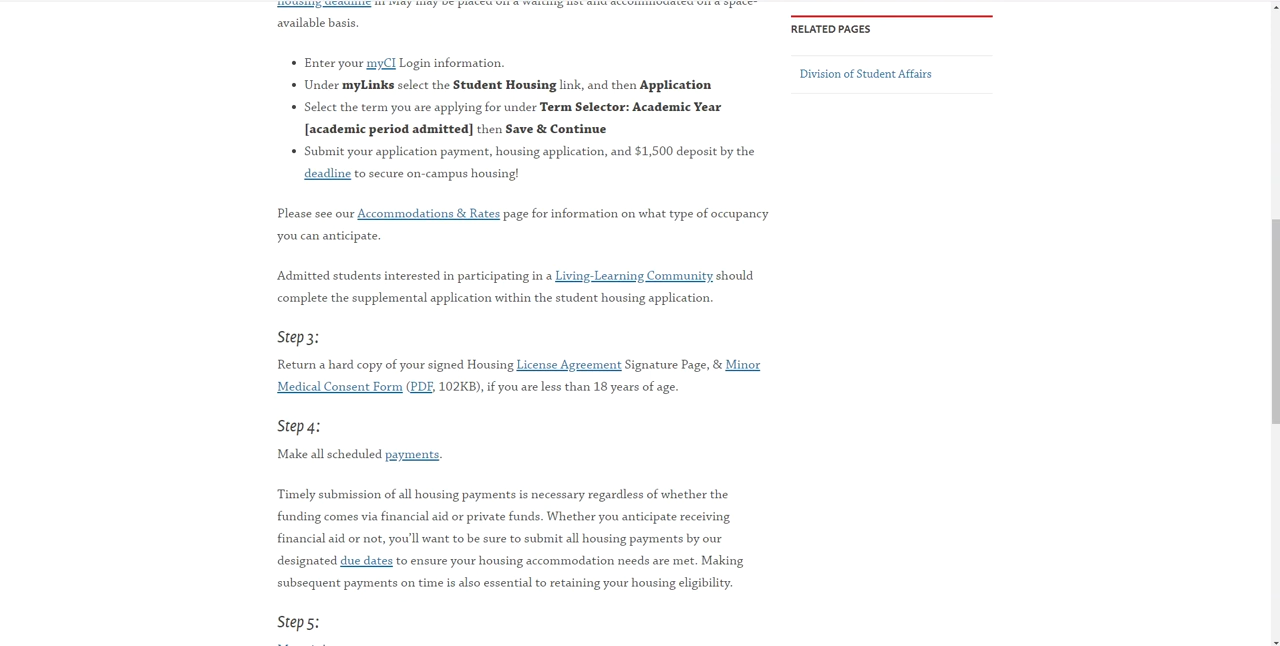 housing deadline in May may be placed on a waiting list and accommodated on a space-
available basis.
Enter your myCI Login information.
Under myLinks select the Student Housing link, and then Application
Select the term you are applying for under Term Selector: Academic Year
[academic period admitted] then Save & Continue
Submit your application payment, housing application, and $1,500 deposit by the
deadline to secure on-campus housing!
Please see our Accommodations & Rates page for information on what type of occupancy
you can anticipate.
Admitted students interested in participating in a Living-Learning Community should
complete the supplemental application within the student housing application.
Step 3:
Return a hard copy of your signed Housing License Agreement Signature Page, & Minor
Medical Consent Form (PDF, 102KB), if you are less than 18 years of age.
Step 4:
Make all scheduled payments.
Timely submission of all housing payments is necessary regardless of whether the
funding comes via financial aid or private funds. Whether you anticipate receiving
financial aid or not, you'll want to be sure to submit all housing payments by our
designated due dates to ensure your housing accommodation needs are met. Making
subsequent payments on time is also essential to retaining your housing eligibility.
Step 5:
RELATED PAGES
Division of Student Affairs